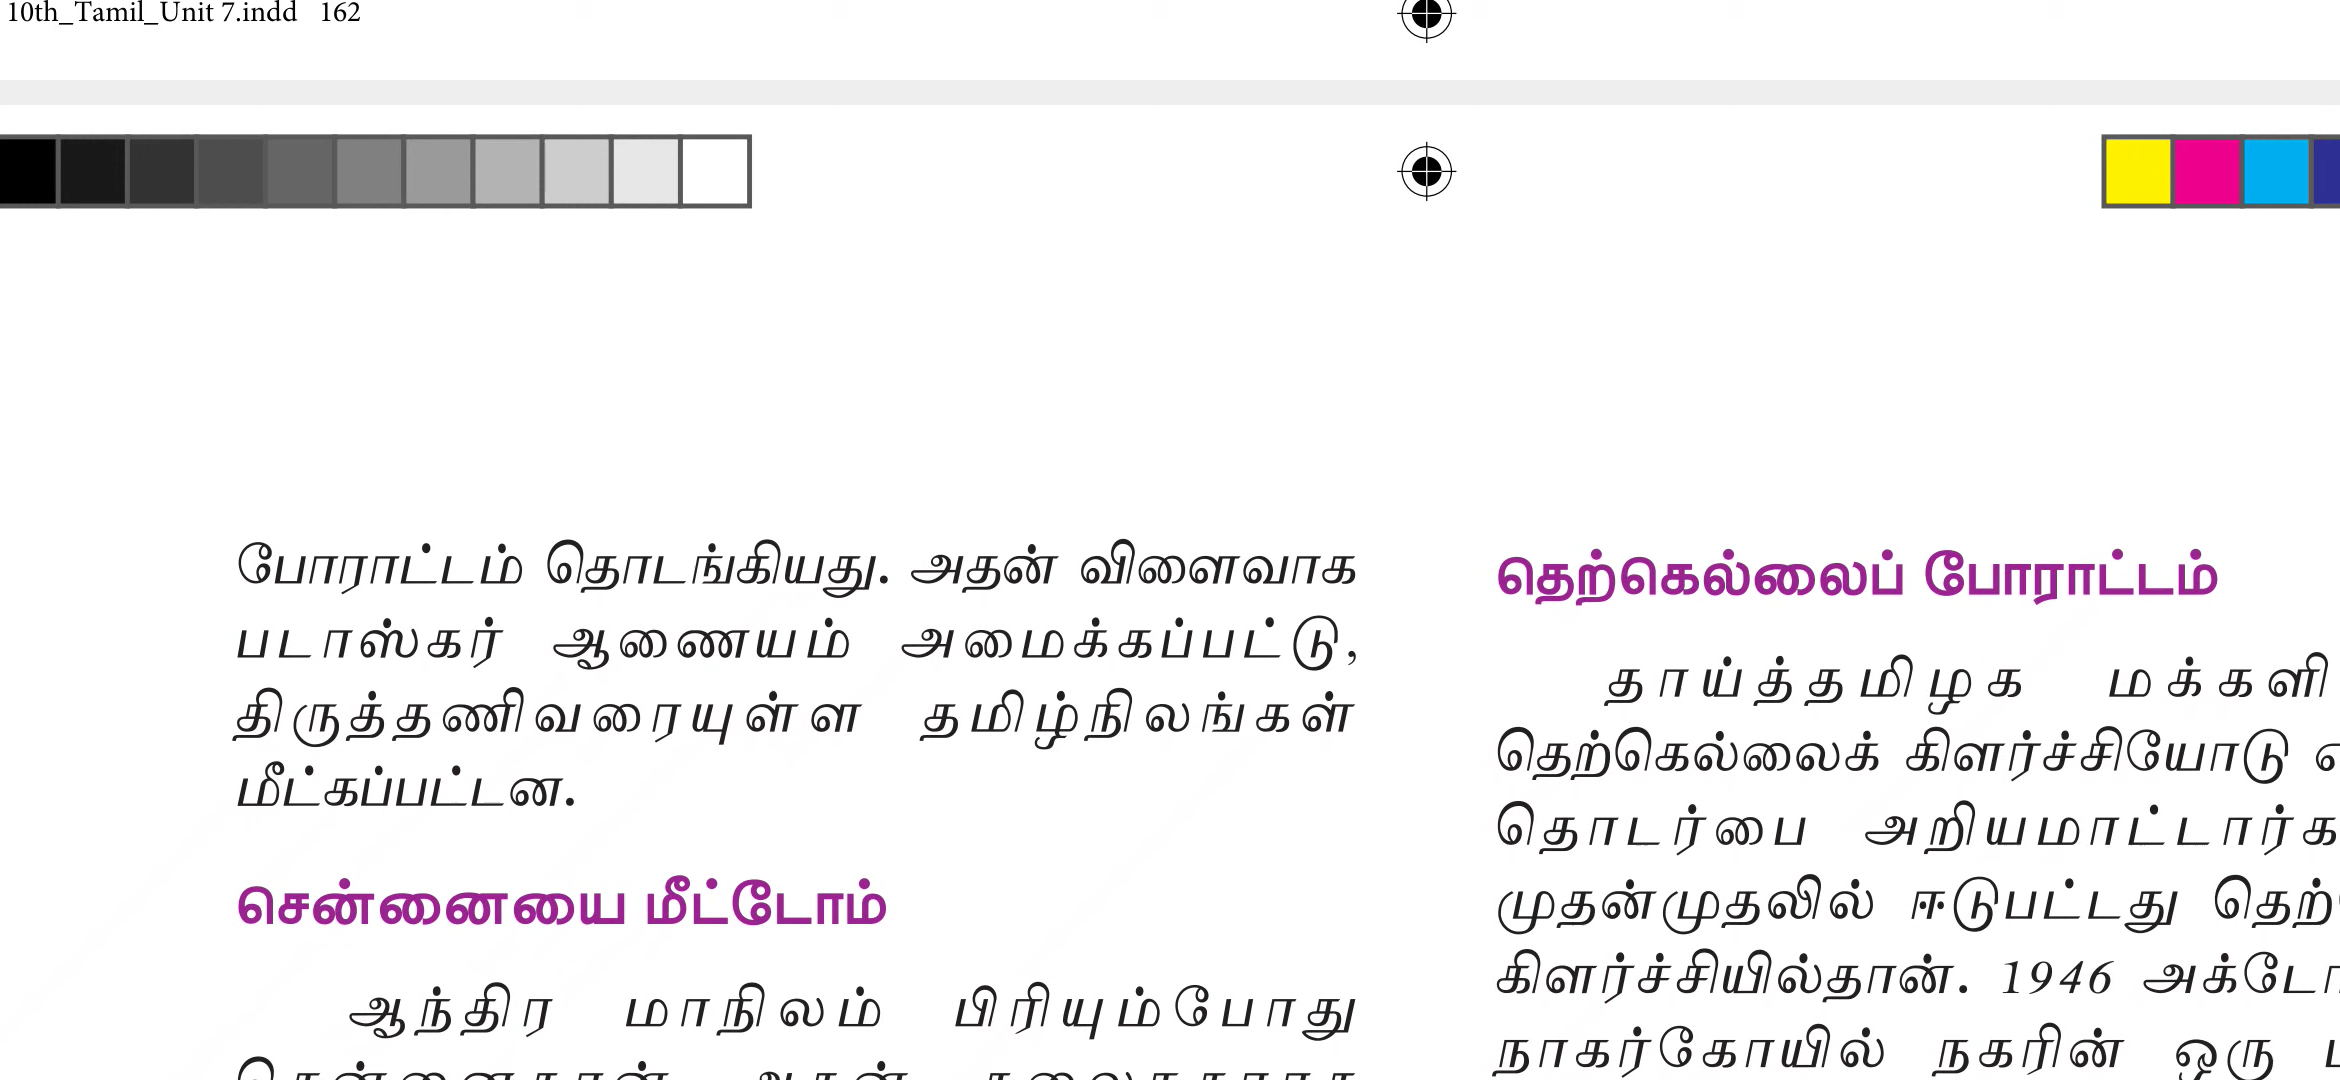 10th_Tamil_Unit 7.indd 162
போராட்டம் தொடங்கியது. அதன் விளைவாக
படாஸ்கர் ஆணையம் அமைக்கப்பட்டு,
திருத்தணிவரையுள்ள தமிழ்நிலங்கள்
மீட்கப்பட்டன.
சென்னையை மீட்டோம்
ஆந்திர மாநிலம் பிரியும்போது
தெற்கெல்லைப் போராட்டம்
தாய்த்தமிழக மக்களி
தெற்கெல்லைக் கிளர்ச்சியோடு
தொடர்பை அறியமாட்டார்க
முதன்முதலில் ஈடுபட்டது தெற்
கிளர்ச்சியில்தான். 1946 அக்டோ
நாகர்கோயில் நகரின் ஒரு